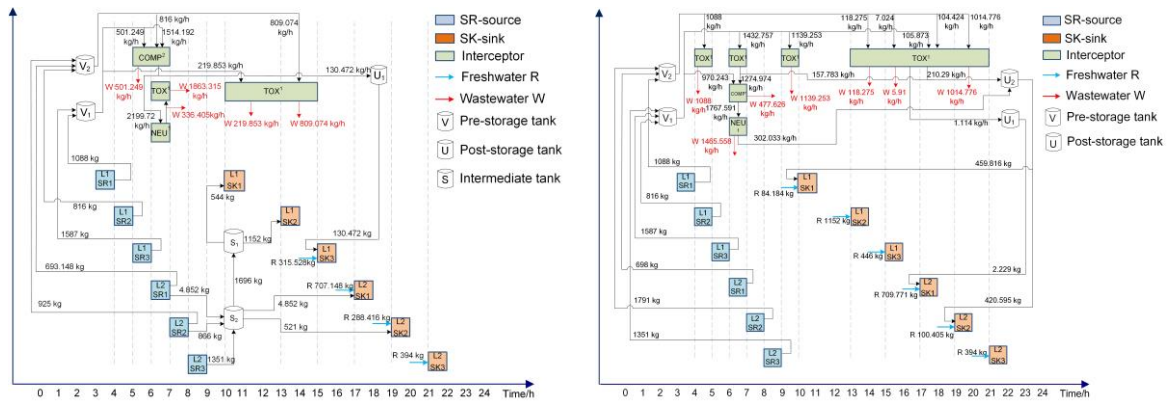 816 kg/h
501.249
kg/h
1514.192
kg/h
809.074
kg/h
COMP²
219.853 kg/h
130.472 kg/h
V₂
U₁
W 501.249
kg/h
TOX¹
W 1863.315
kg/h
TOX¹
W 336.405kg/h
V₁
2199.72
kg/h
NEU
W 219.853 kg/h
W 809.074 kg/h
1088 kg
L1
SR1
816 kg
L1
SR2
1587 kg
L1
SR3
693.148 kg
L2
SR1
4.852 kg
925 kg
L2
SR2
866 kg
L2
SR3
1351 kg
L1
SK1
544 kg
S₁
1152 kg
L1
SK2
130.472 kg
L1
SK3
R 315.528kg
1696 kg
R 707.148 kg
L2
SK1
4.852 kg
S₂
521 kg
R 288.416 kg
L2
SK2
R 394 kg
L2
SK3
0 1 2 3 4 5 6 7 8 9 10 11 12 13 14 15 16 17 18 19 20 21 22 23 24 Time/h
SR-source
SK-sink
Interceptor
Freshwater R
Wastewater W
V Pre-storage tank
U Post-storage tank
S Intermediate tank
1088
kg/h
1432.757
kg/h
1139.253
kg/h
118.275
kg/h
7.024
kg/h
105.873
kg/h
104.424
kg/h
1014.776
kg/h
TOX¹
TOX¹
TOX¹
TOX¹
V₂
970.243
kg/h
1274.974
kg/h
157.783 kg/h
210.29 kg/h
U₂
W 1088
kg/h
COMP
W 477.626
kg/h
W 1139.253
kg/h
W 118.275
kg/h
W 5.91
kg/h
W 1014.776
kg/h
V₁
1767.591
kg/h
NEU
W 1465.558
kg/h
302.033 kg/h
1.114 kg/h
U₁
1088 kg
L1
SR1
816 kg
L1
SR2
1587 kg
L1
SR3
698 kg
L2
SR1
1791 kg
L2
SR2
1351 kg
L2
SR3
459.816 kg
L1
SK1
R 84.184 kg
L1
SK2
R 1152 kg
L1
SK3
R 446 kg
2.229 kg
L2
SK1
R 709.771 kg
420.595 kg
L2
SK2
R 100.405 kg
R 394 kg
L2
SK3
0 1 2 3 4 5 6 7 8 9 10 11 12 13 14 15 16 17 18 19 20 21 22 23 24 Time/h
SR-source
SK-sink
Interceptor
Freshwater R
Wastewater W
V Pre-storage tank
U Post-storage tank